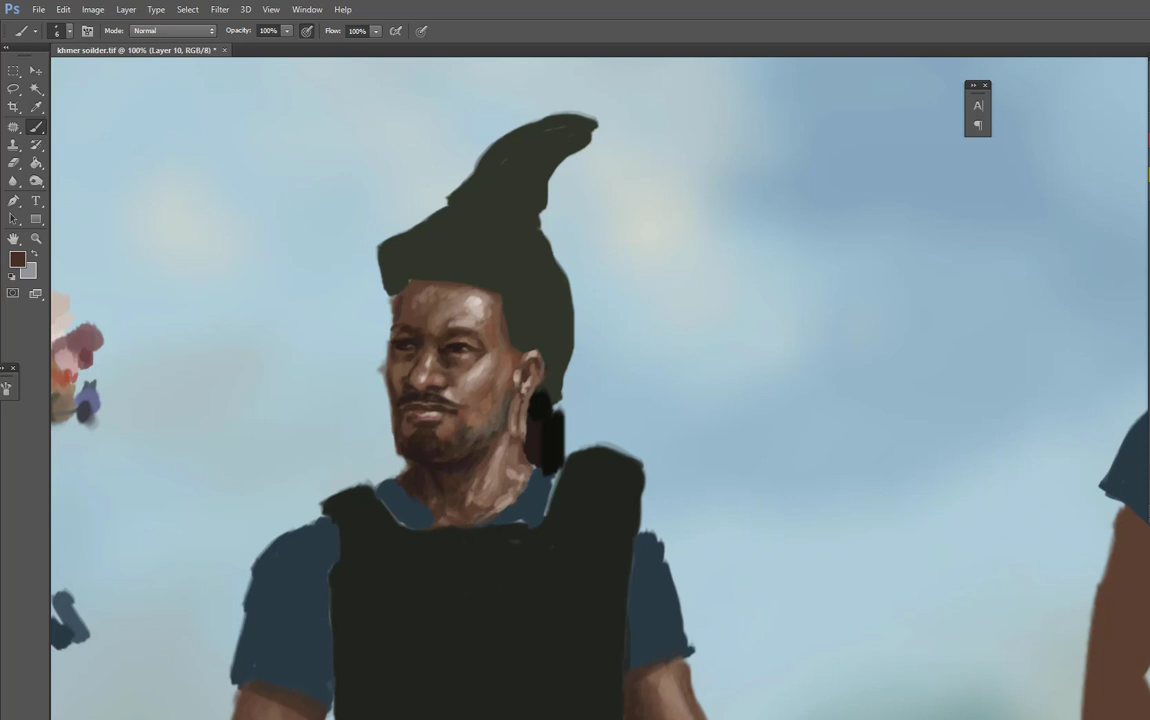 Ps File Edit Image Layer Type Select Filter 3D View Window Help
6 Mode: Normal Opacity: 100% Flow: 100%
khmer soilder.tif @ 100% (Layer 10, RGB/8) * ×
A
¶
T